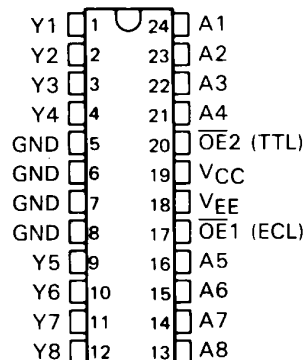 Y1 1 24 A1
Y2 2 23 A2
Y3 3 22 A3
Y4 4 21 A4
GND 5 20 O̅E̅2 (TTL)
GND 6 19 VCC
GND 7 18 VEE
GND 8 17 O̅E̅1 (ECL)
Y5 9 16 A5
Y6 10 15 A6
Y7 11 14 A7
Y8 12 13 A8